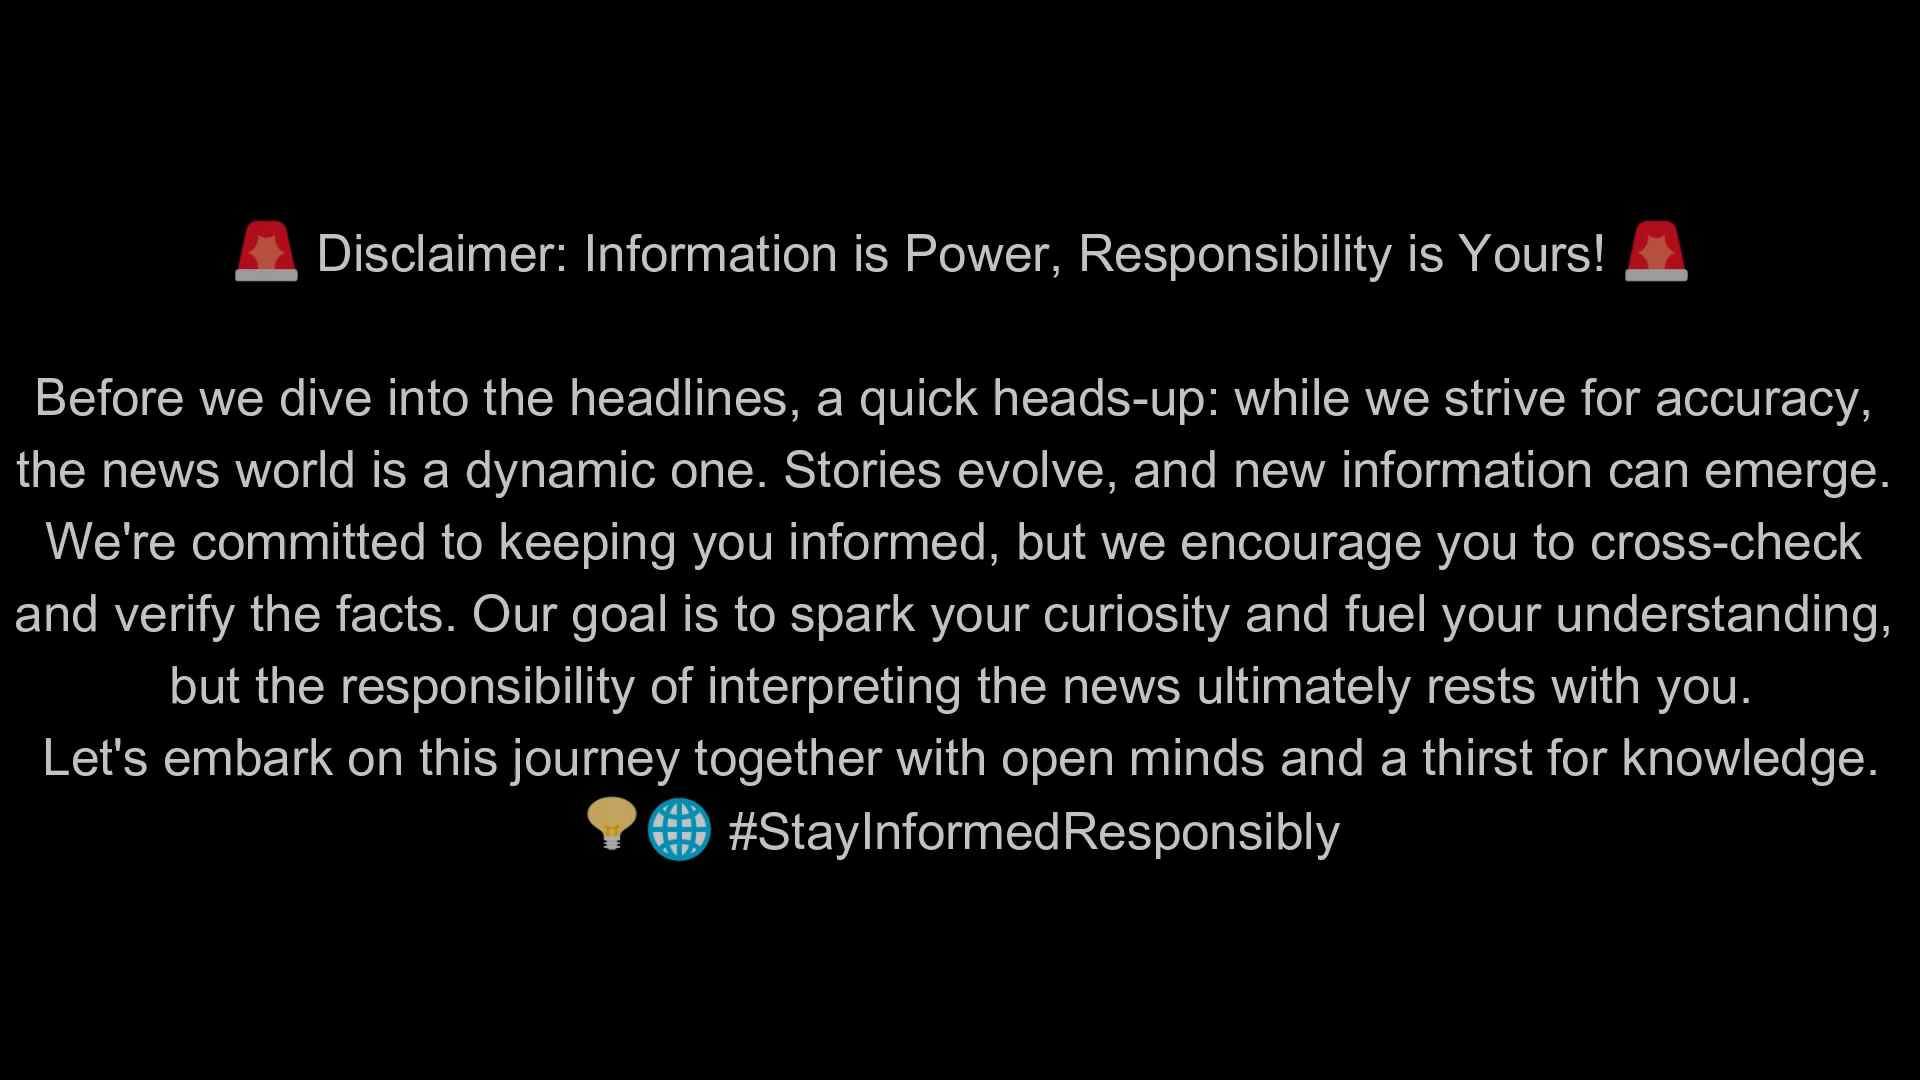 🚨 Disclaimer: Information is Power, Responsibility is Yours! 🚨
Before we dive into the headlines, a quick heads-up: while we strive for accuracy,
the news world is a dynamic one. Stories evolve, and new information can emerge.
We're committed to keeping you informed, but we encourage you to cross-check
and verify the facts. Our goal is to spark your curiosity and fuel your understanding,
but the responsibility of interpreting the news ultimately rests with you.
Let's embark on this journey together with open minds and a thirst for knowledge.
💡🌐 #StayInformedResponsibly